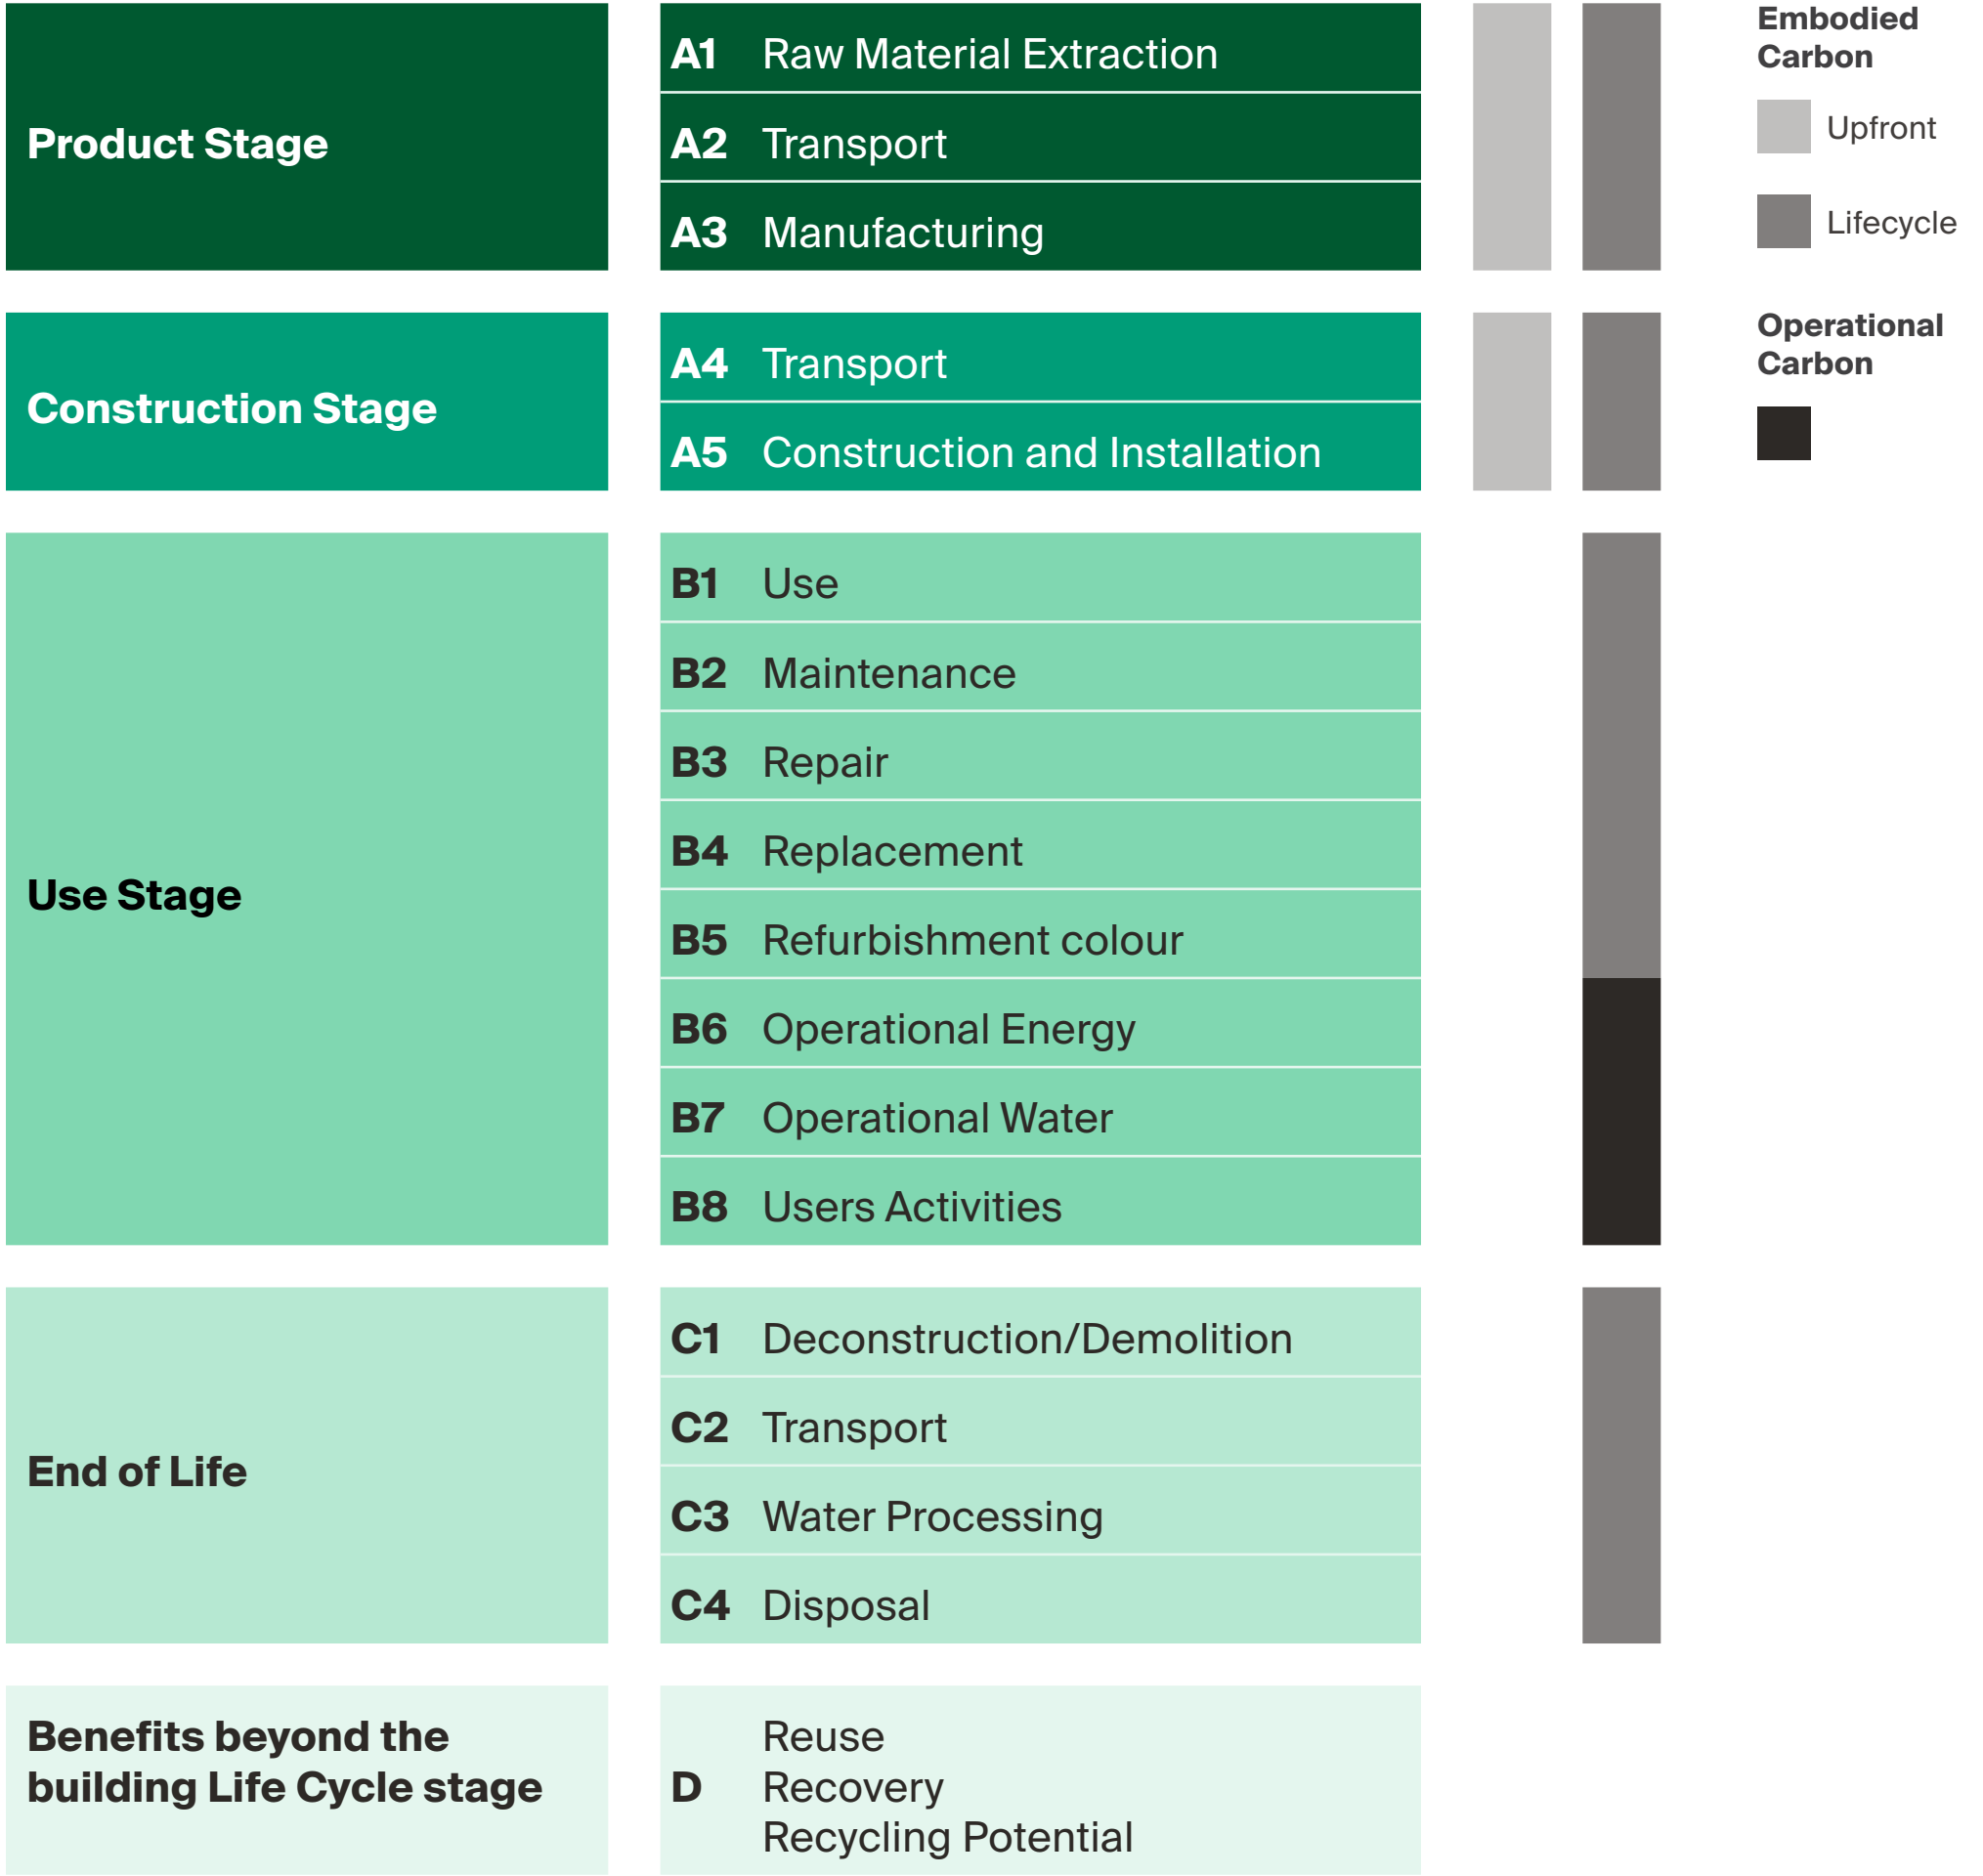 Product Stage
A1 Raw Material Extraction
A2 Transport
A3 Manufacturing
Embodied
Carbon
Upfront
Lifecycle
Construction Stage
A4 Transport
A5 Construction and Installation
Operational
Carbon
Use Stage
B1 Use
B2 Maintenance
B3 Repair
B4 Replacement
B5 Refurbishment colour
B6 Operational Energy
B7 Operational Water
B8 Users Activities
End of Life
C1 Deconstruction/Demolition
C2 Transport
C3 Water Processing
C4 Disposal
Benefits beyond the
building Life Cycle stage
D
Reuse
Recovery
Recycling Potential